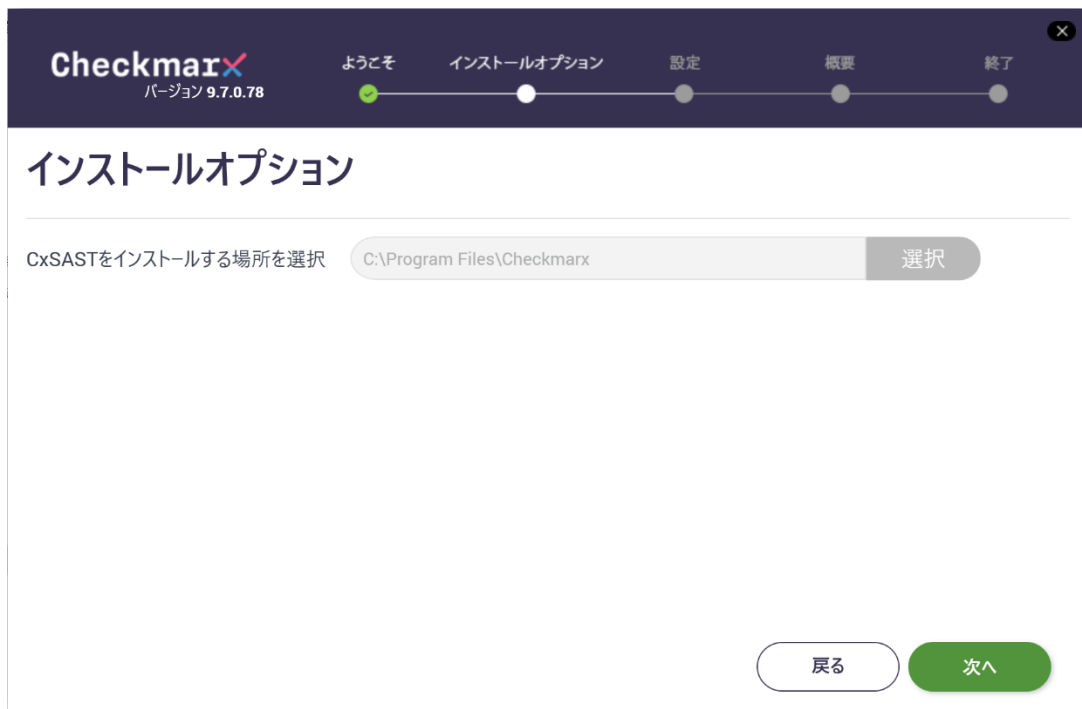 Checkmarx
バージョン 9.7.0.78
ようこそ
インストールオプション
設定
概要
終了
インストールオプション
CxSASTをインストールする場所を選択
C:\Program Files\Checkmarx
選択
戻る
次へ